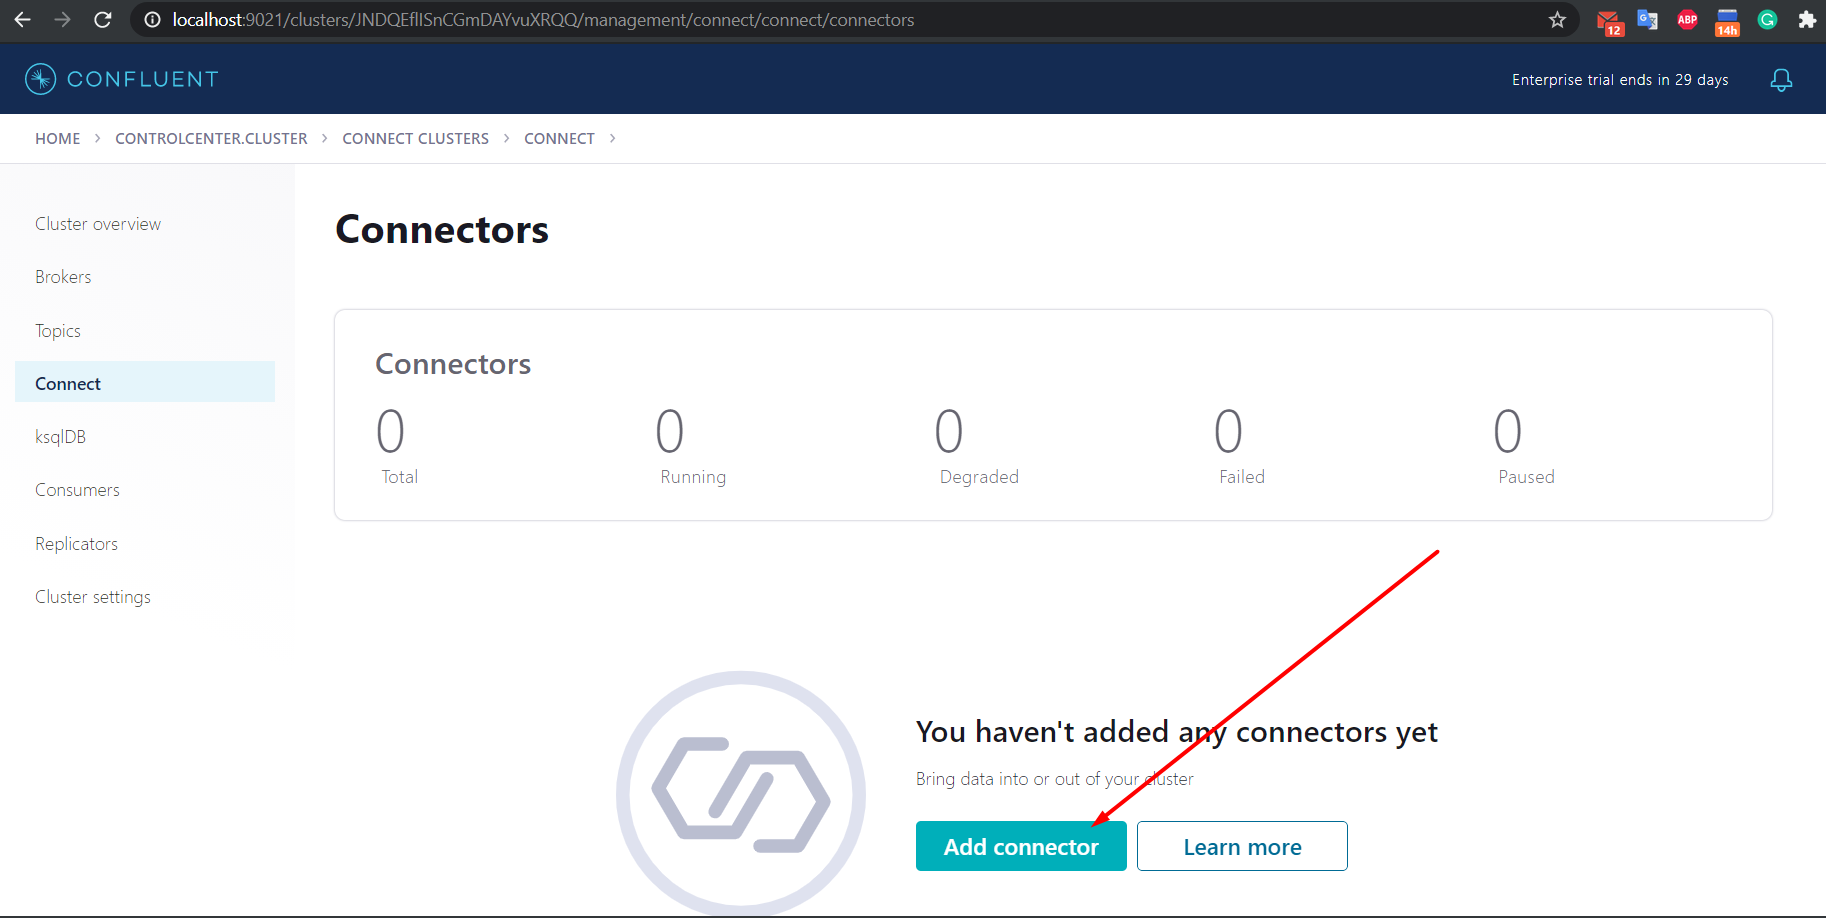 localhost:9021/clusters/JNDQEflISnCGmDAYvuXRQQ/management/connect/connect/connectors
12
G
ABP
14h
G
CONFLUENT
Enterprise trial ends in 29 days
HOME > CONTROLCENTER.CLUSTER > CONNECT CLUSTERS > CONNECT >
Cluster overview
Brokers
Topics
Connect
ksqlDB
Consumers
Replicators
Cluster settings
Connectors
Connectors
0 0 0 0 0
Total Running Degraded Failed Paused
You haven't added any connectors yet
Bring data into or out of your cluster
Add connector
Learn more